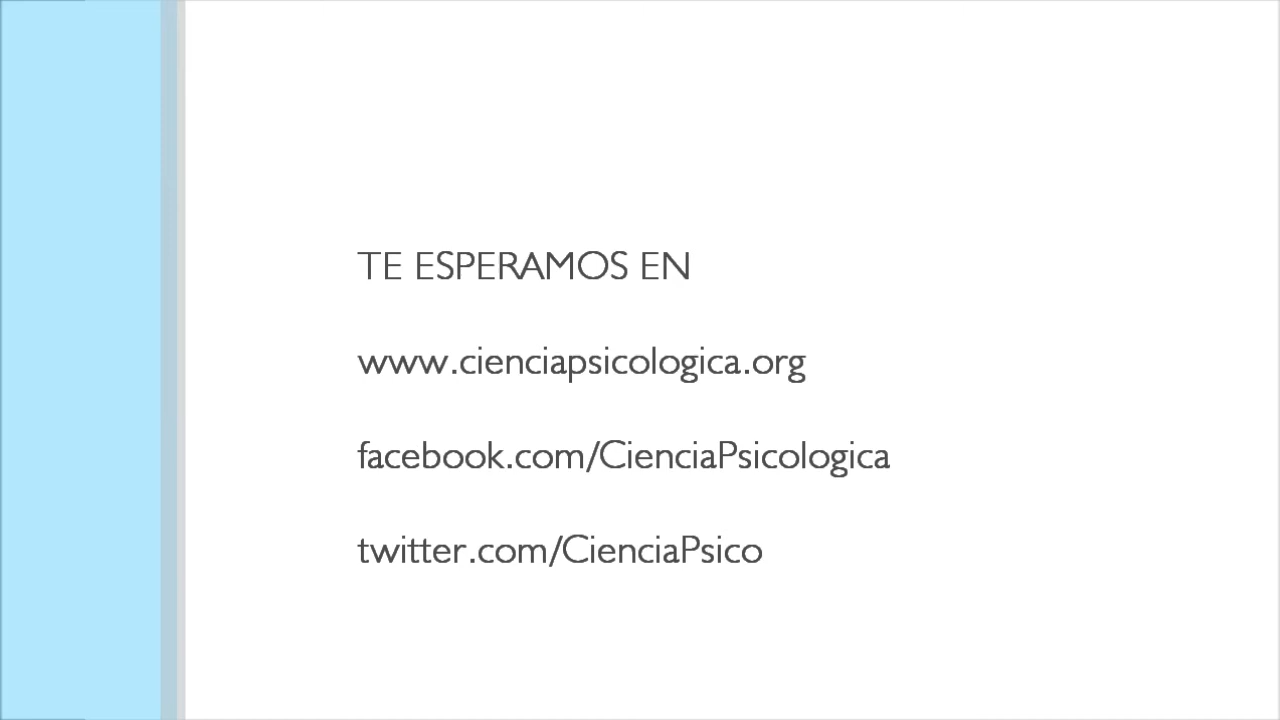 TE ESPERAMOS EN
www.cienciapsicologica.org
facebook.com/CienciaPsicologica
twitter.com/CienciaPsico